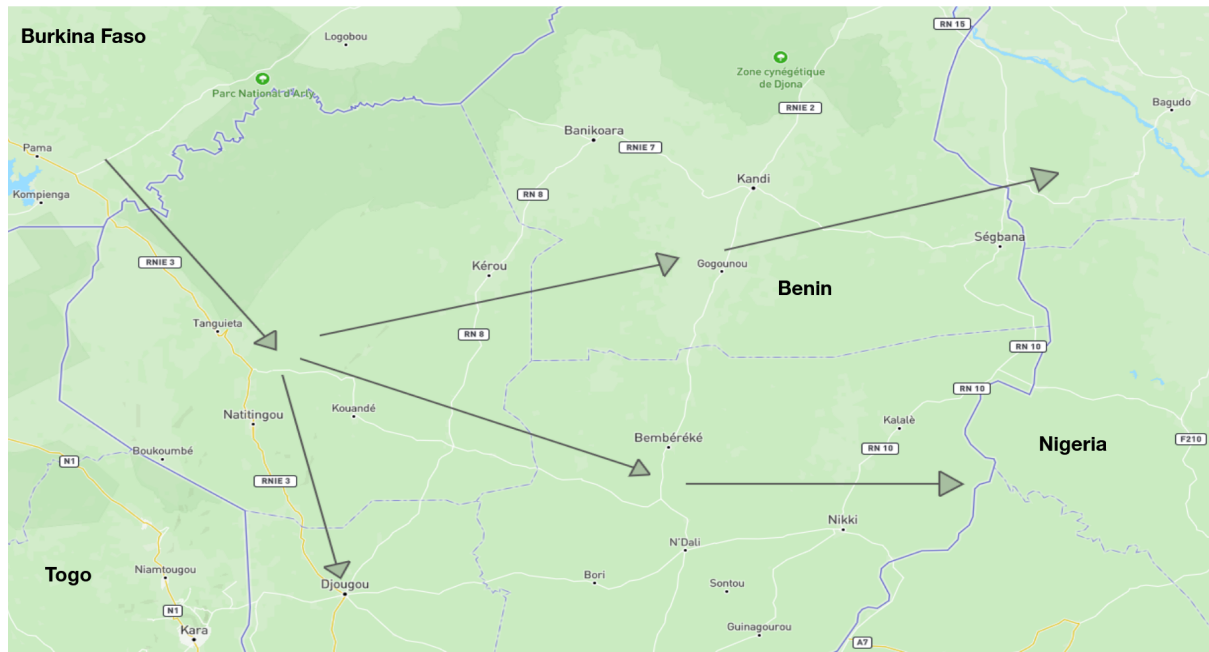 Burkina Faso
Logobou
RN 15
Parc National d'Arly
Zone cynégétique
de Djona
RNIE 2
Bagudo
Banikoara
RNIE 7
Pama
Kompienga
Kandi
RN 8
Ségbana
RNIE 3
Kérou
Gogounou
Benin
Tanguieta
RN 8
RN 10
RN 10
Kouandé
Natitingou
Kalalè
Bembéréké
Nigeria
F210
RN 10
Boukoumbé
N1
RNIE 3
Nikki
N'Dali
Togo
Niamtougou
Bori
Sontou
Djougou
N1
Kara
Guinagourou
A7